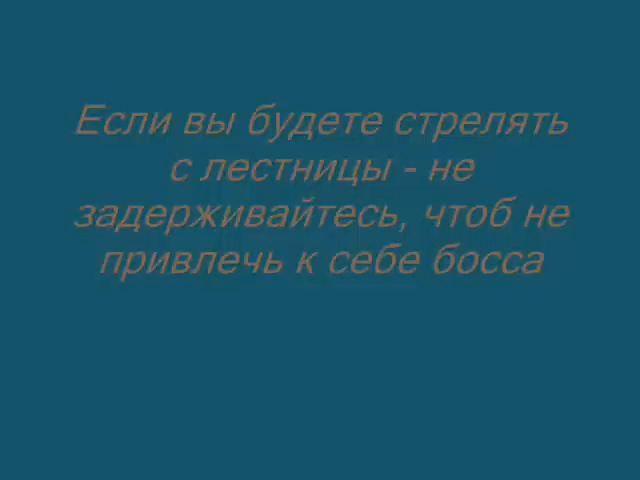 Если вы будете стрелять
с лестницы - не
задерживайтесь, чтоб не
привлечь к себе босса